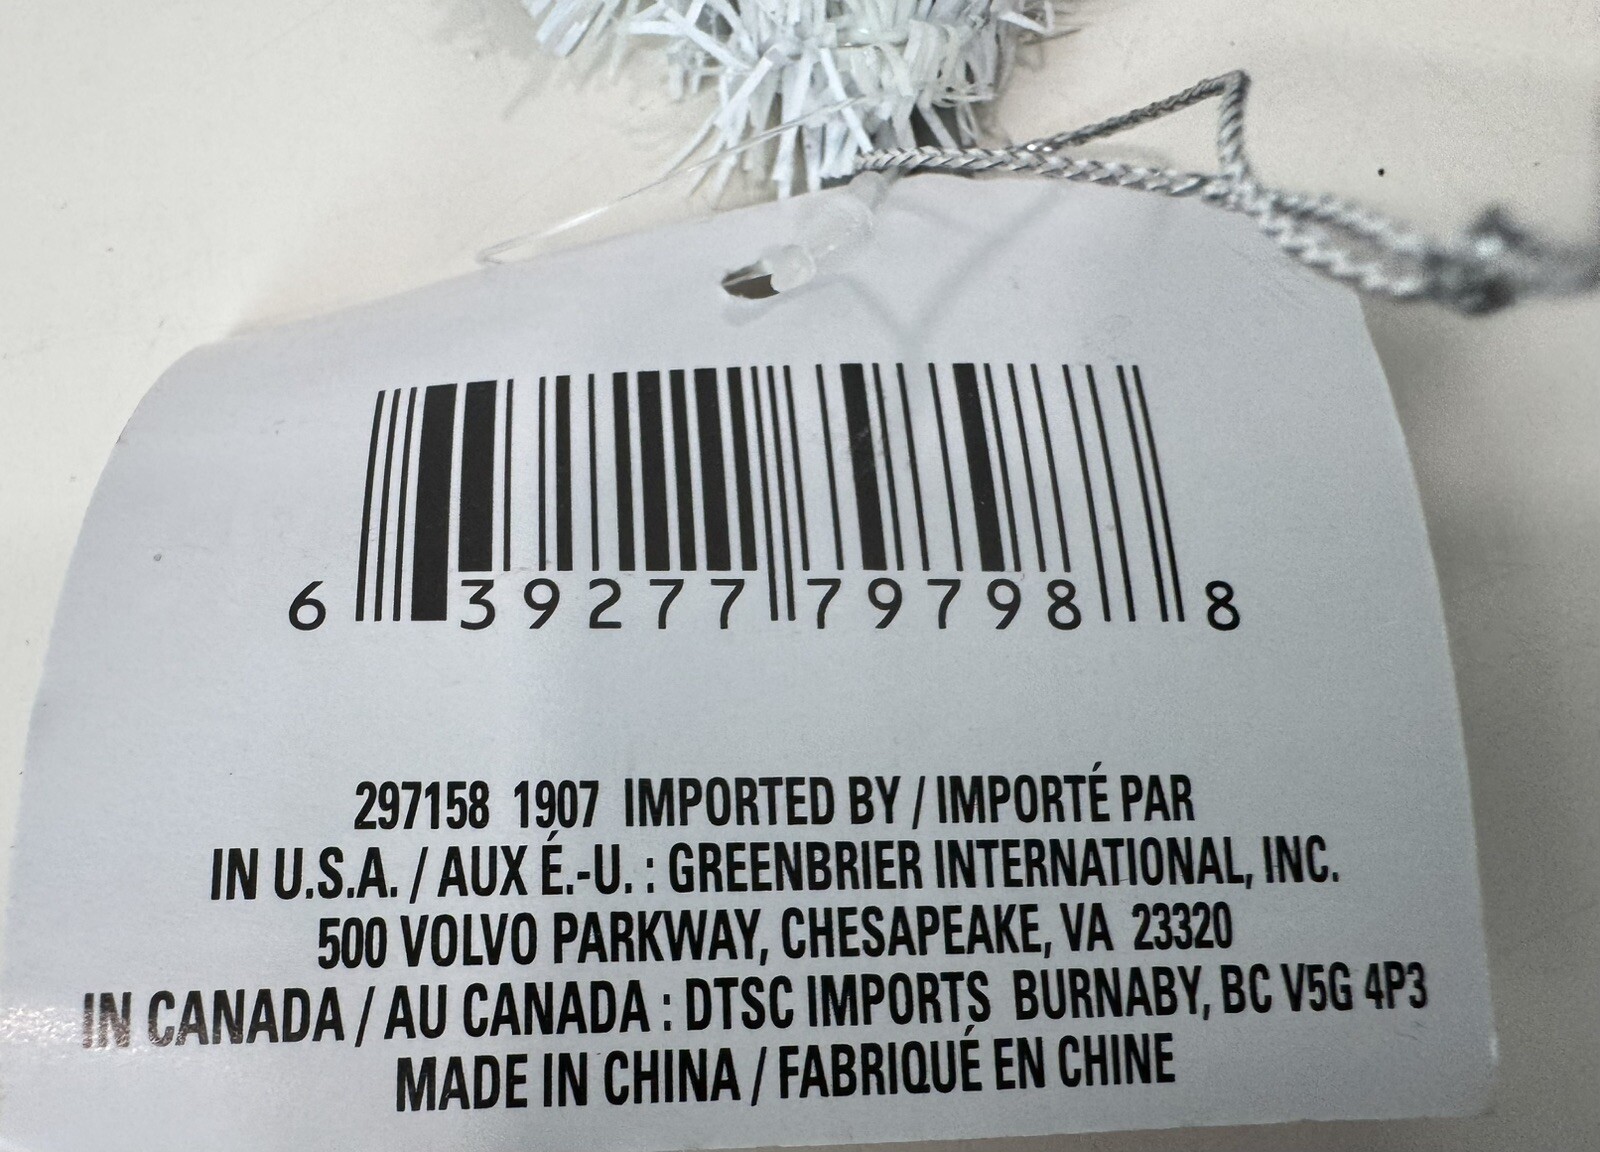 6 39277 79798 8
297158 1907 IMPORTED BY / IMPORTÉ PAR
IN U.S.A. / AUX É.-U. : GREENBRIER INTERNATIONAL, INC.
500 VOLVO PARKWAY, CHESAPEAKE, VA 23320
IN CANADA / AU CANADA : DTSC IMPORTS BURNABY, BC V5G 4P3
MADE IN CHINA / FABRIQUÉ EN CHINE